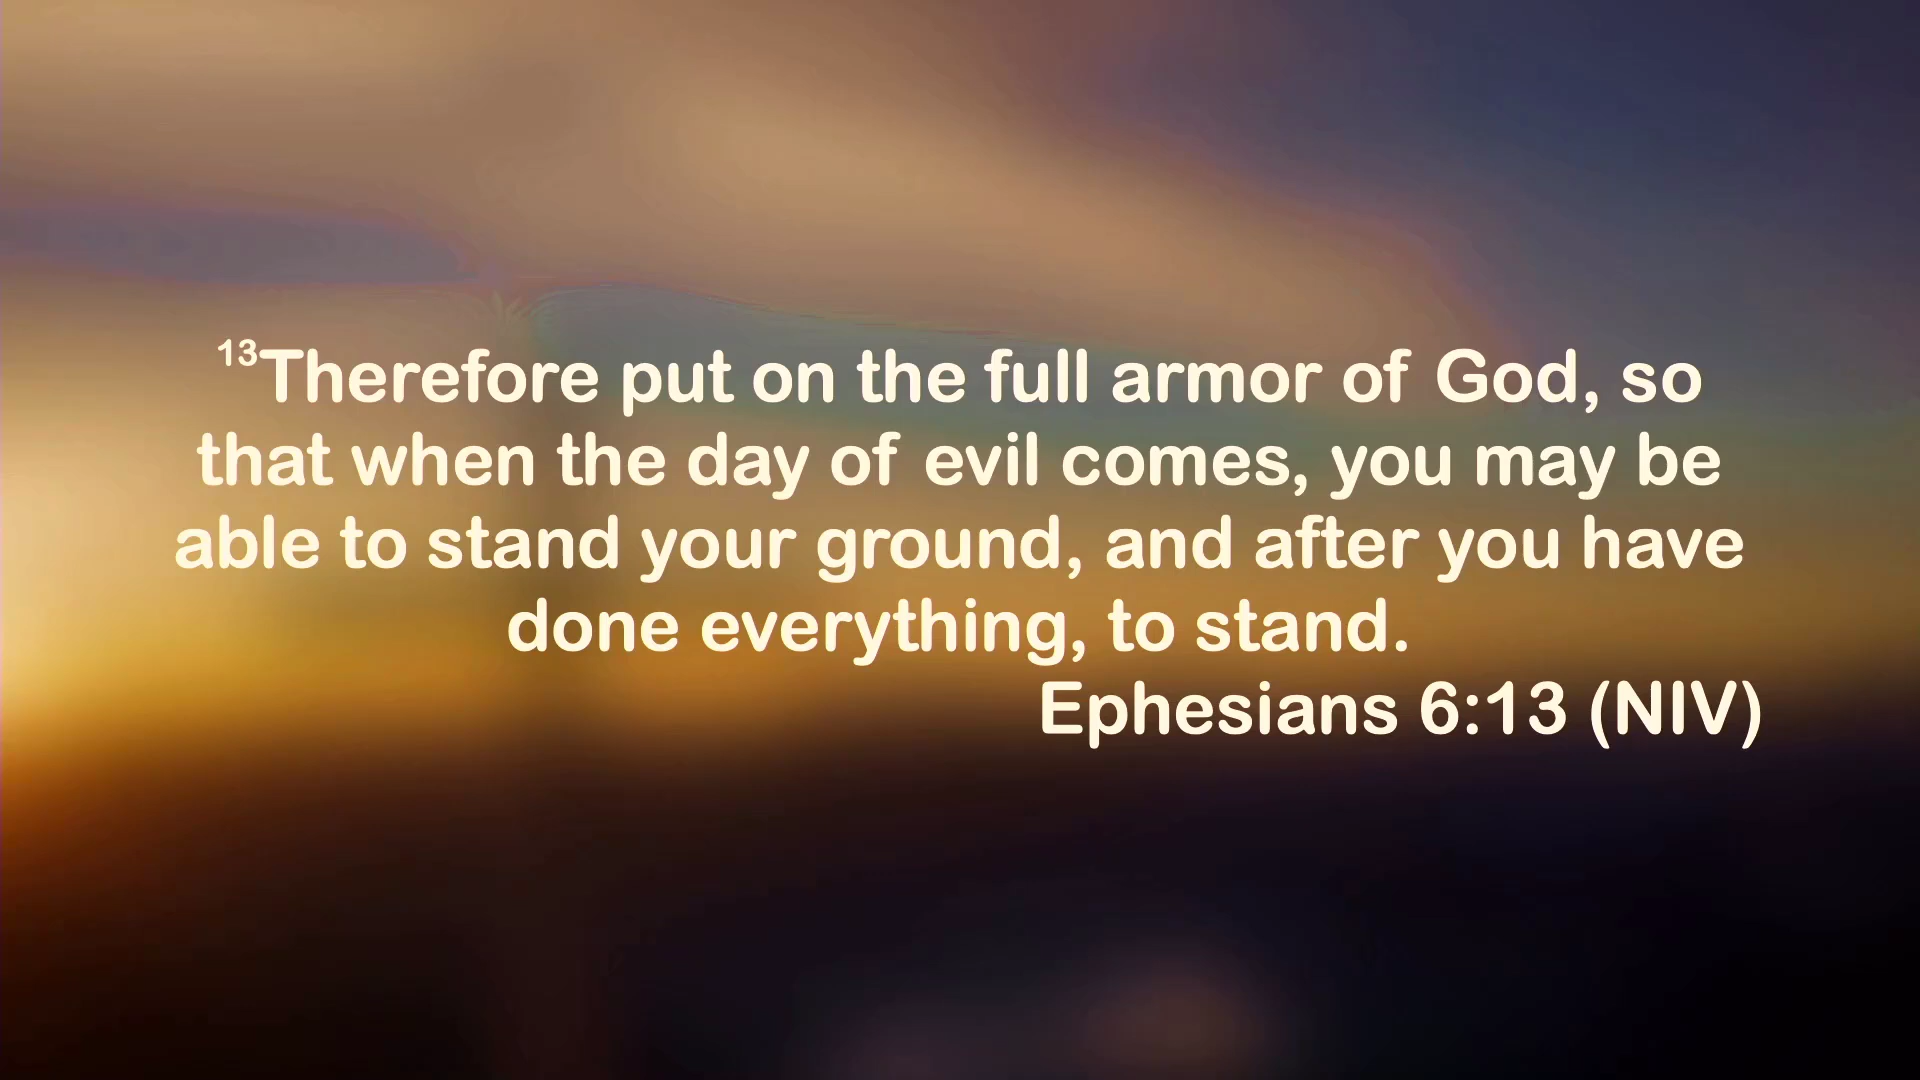 13Therefore put on the full armor of God, so
that when the day of evil comes, you may be
able to stand your ground, and after you have
done everything, to stand.
Ephesians 6:13 (NIV)